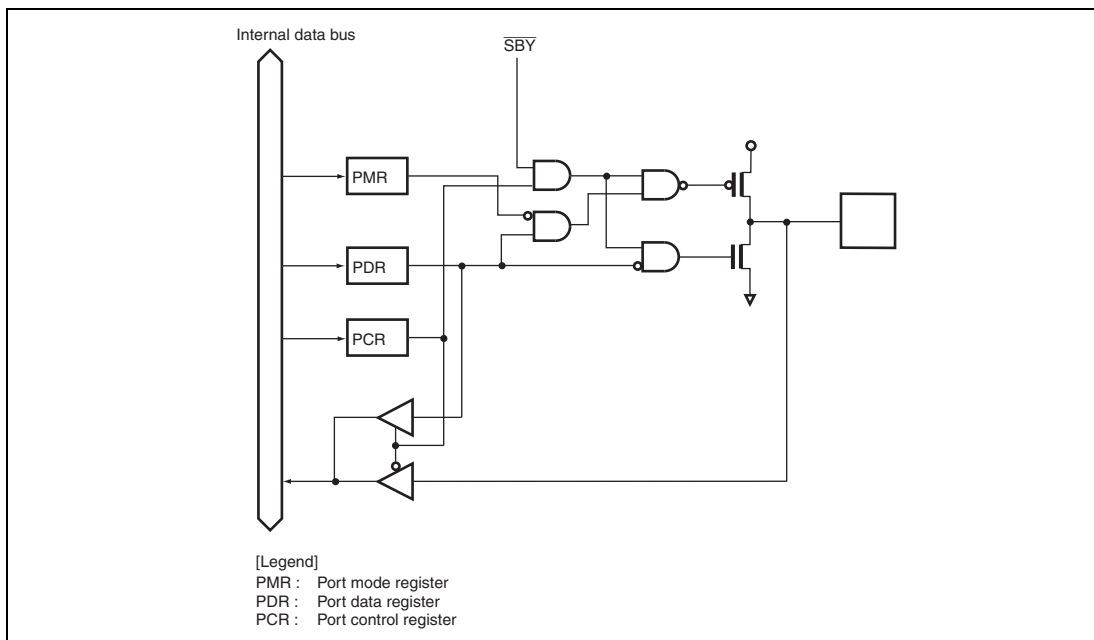 Internal data bus
SBY
PMR
PDR
PCR
[Legend]
PMR : Port mode register
PDR : Port data register
PCR : Port control register